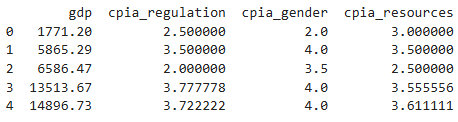 gdp cpia_regulation cpia_gender cpia_resources
0 1771.20 2.500000 2.0 3.000000
1 5865.29 3.500000 4.0 3.500000
2 6586.47 2.000000 3.5 2.500000
3 13513.67 3.777778 4.0 3.555556
4 14896.73 3.722222 4.0 3.611111